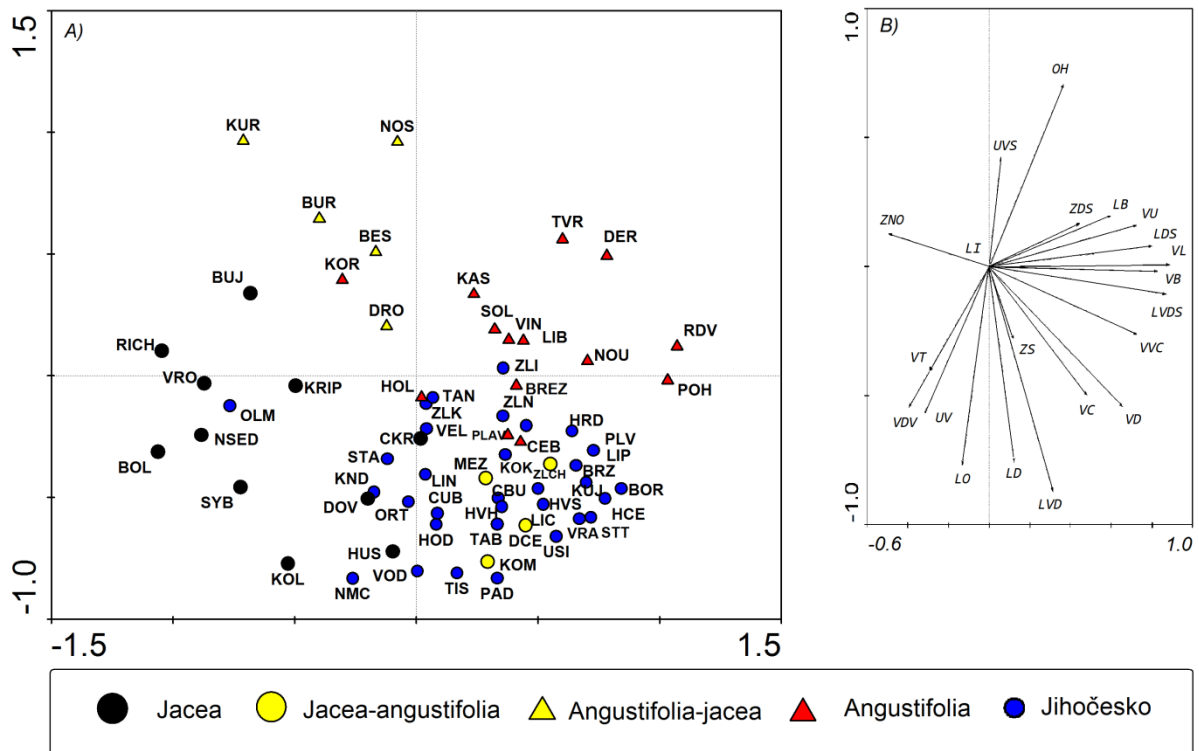 A)
B)
1.5
1.0
KUR NOS
OH
BUR
UVS
TVR
BES
DER
ZDS LB
ZNO
VU
KOR
LI
LDS
BUJ
KAS
VL
DRO
SOL
VIN
VB
LIB
LVDS
RICH
RDV
NOU
VVC
ZLI
VT
ZS
VRO
KRIP
POH
HOL
TAN
BREZ
OLM
ZLK
ZLN
HRD
VDV
UV
VC
VD
NSED
VEL
CKR
PLAV
CEB
PLV
BOL
STA
MEZ
KOK
ZLCH
LIP
BRZ
LO
LD
LVD
SYB
KND
LIN
DOV
ORT
CUB
CBU
HVS
KUJ
BOR
HVH
LIC
HCE
HOD
TAB
DCE
USI
VRA
STT
HUS
KOL
VOD
KOM
NMC
TIS
PAD
-1.0
-1.0
-0.6
1.0
-1.5
1.5
Jacea
Jacea-angustifolia
Angustifolia-jacea
Angustifolia
Jihočesko